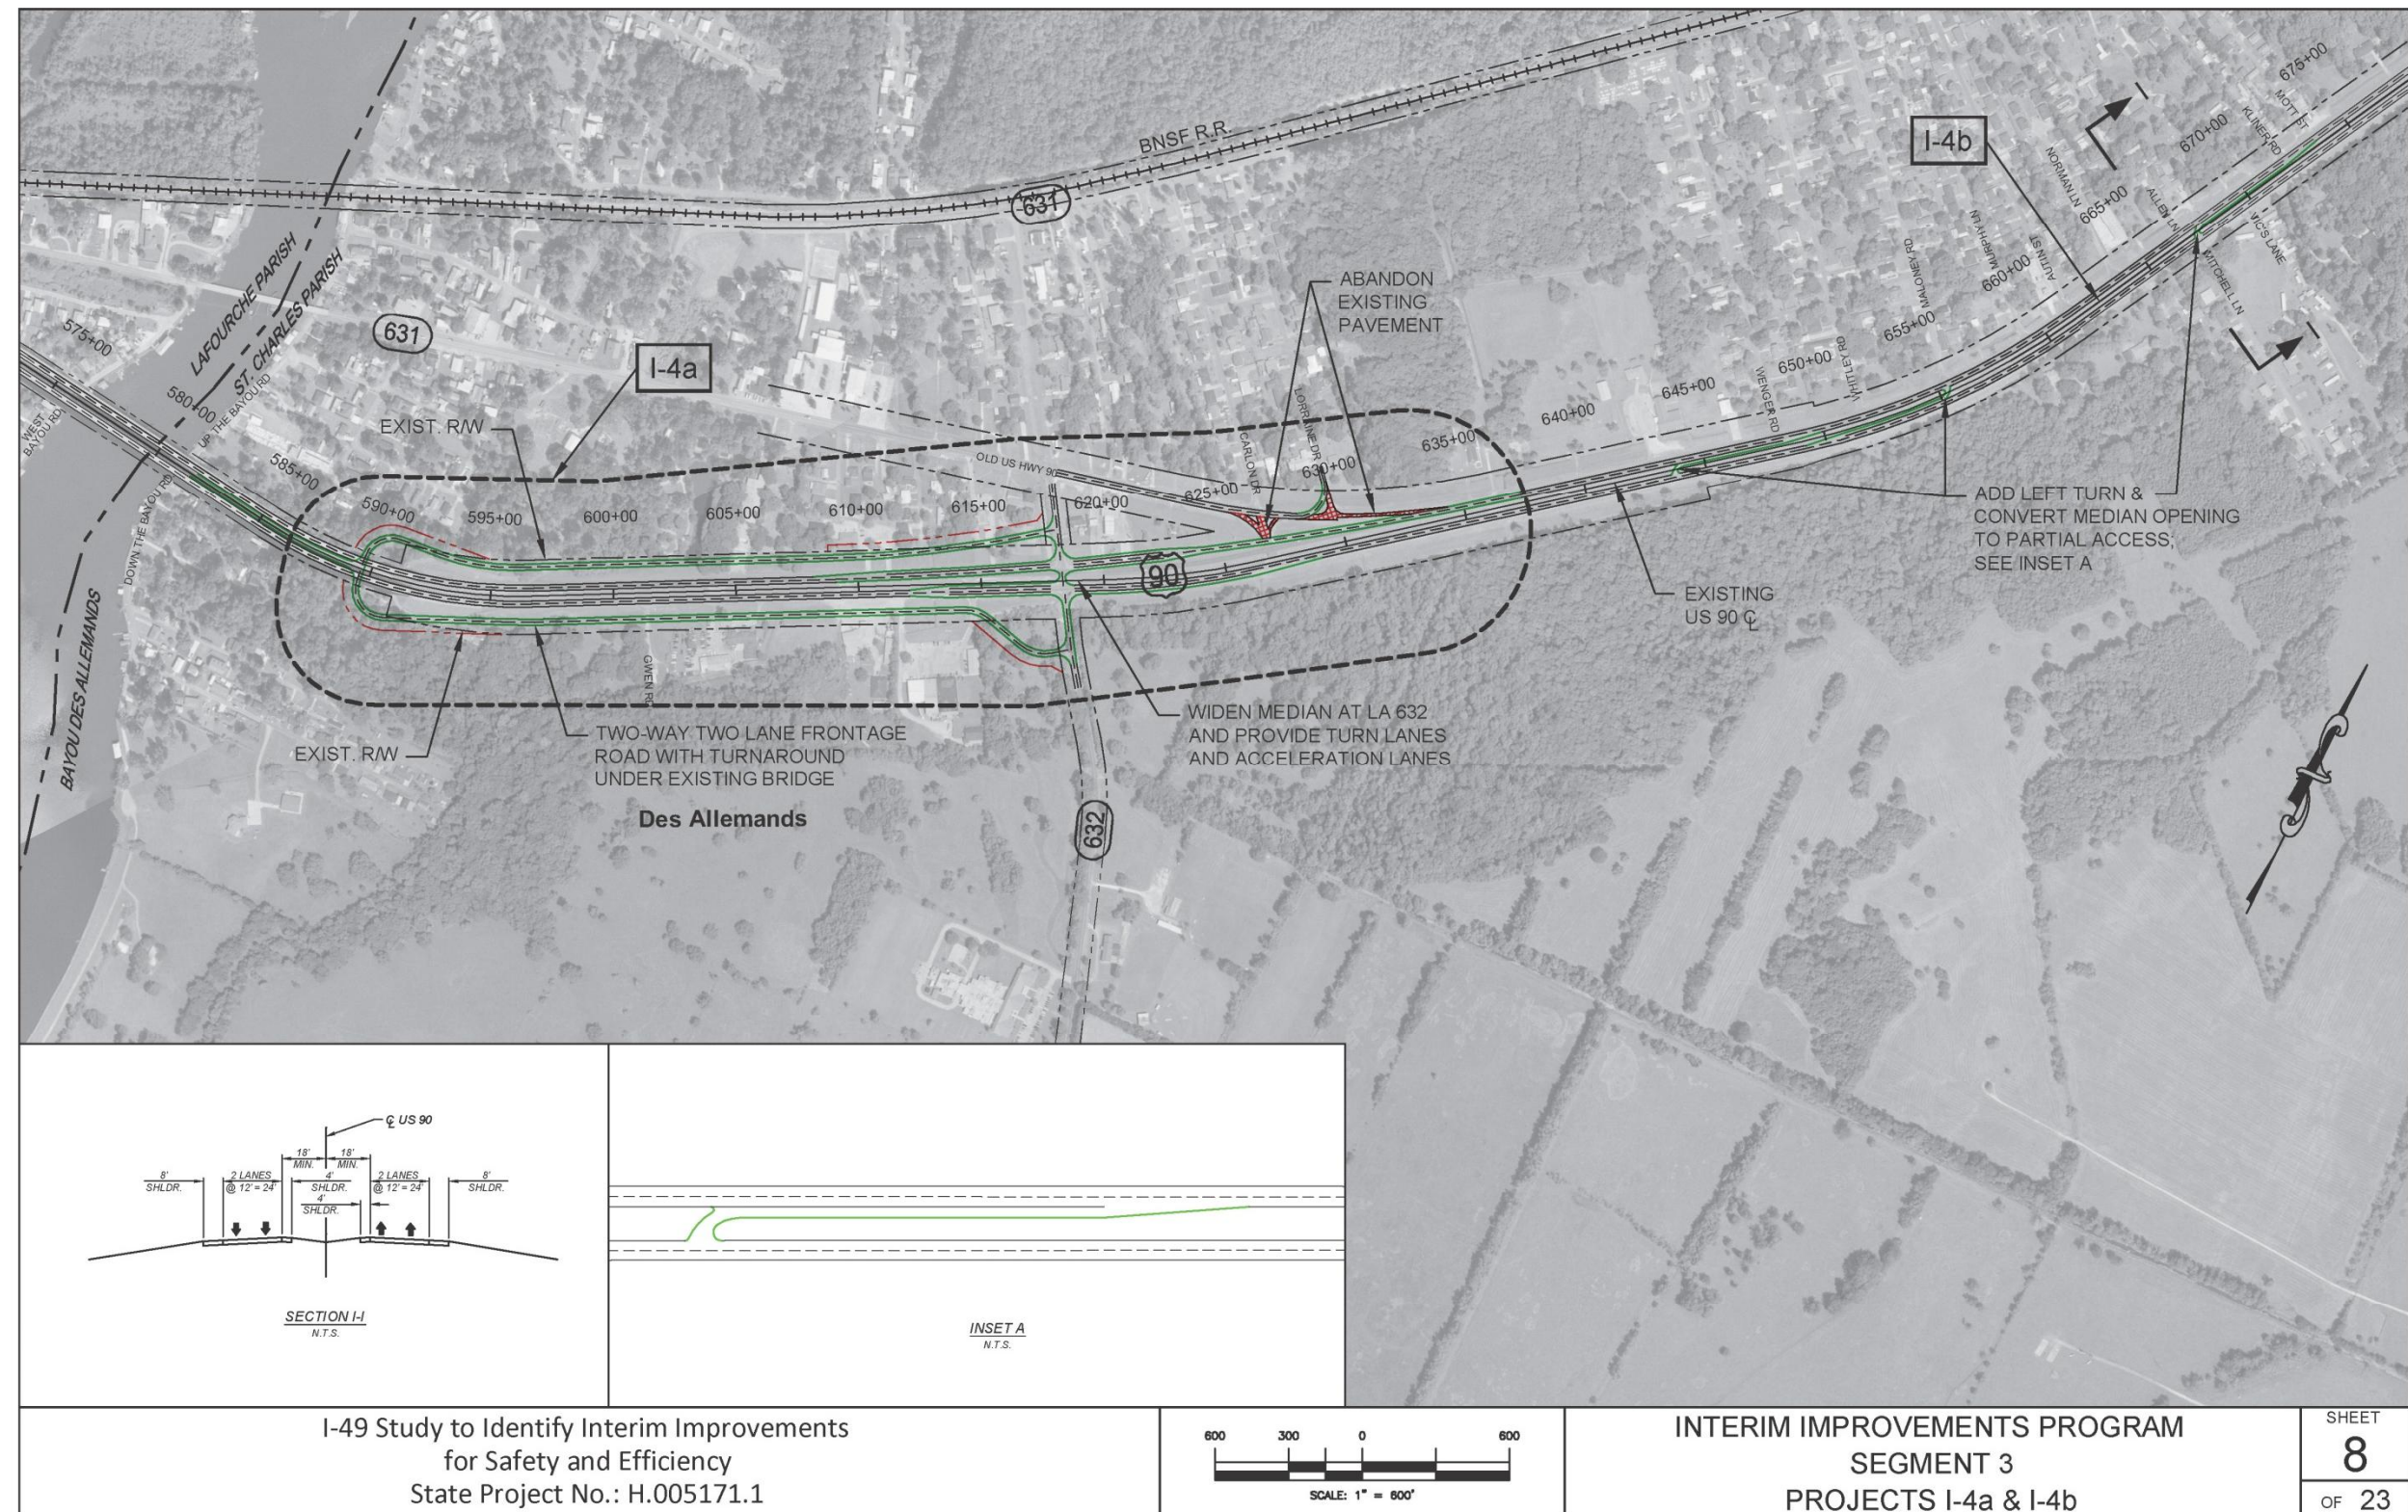 BNSF R.R.
631
I-4b
675+00
MOTT ST
KLINER RD
670+00
NORMAN LN
665+00
ALLEN LN
VIC'S LANE
MITCHELL LN
MURPHY LN
AUTIN ST
660+00
MALONEY RD
655+00
WHITLEY RD
650+00
WENGER RD
645+00
640+00
635+00
LAFOURCHE PARISH
ST. CHARLES PARISH
575+00
580+00
WEST
BAYOU RD.
UP THE BAYOU RD
631
I-4a
EXIST. R/W
ABANDON
EXISTING
PAVEMENT
585+00
DOWN THE BAYOU RD
590+00
595+00
600+00
605+00
610+00
615+00
620+00
625+00
630+00
OLD US HWY 90
CARLON DR
LORRAINE DR
90
ADD LEFT TURN &
CONVERT MEDIAN OPENING
TO PARTIAL ACCESS;
SEE INSET A
EXISTING
US 90 ℄
BAYOU DES ALLEMANDS
GWEN RD
EXIST. R/W
TWO-WAY TWO LANE FRONTAGE
ROAD WITH TURNAROUND
UNDER EXISTING BRIDGE
WIDEN MEDIAN AT LA 632
AND PROVIDE TURN LANES
AND ACCELERATION LANES
Des Allemands
632
I
I
℄ US 90
18' 18'
MIN. MIN.
8' 2 LANES 4' 2 LANES 8'
SHLDR. @ 12' = 24' SHLDR. @ 12' = 24' SHLDR.
4'
SHLDR.
SECTION I-I
N.T.S.
INSET A
N.T.S.
I-49 Study to Identify Interim Improvements
for Safety and Efficiency
State Project No.: H.005171.1
600 300 0 600
SCALE: 1" = 600'
INTERIM IMPROVEMENTS PROGRAM
SEGMENT 3
PROJECTS I-4a & I-4b
SHEET
8
OF 23